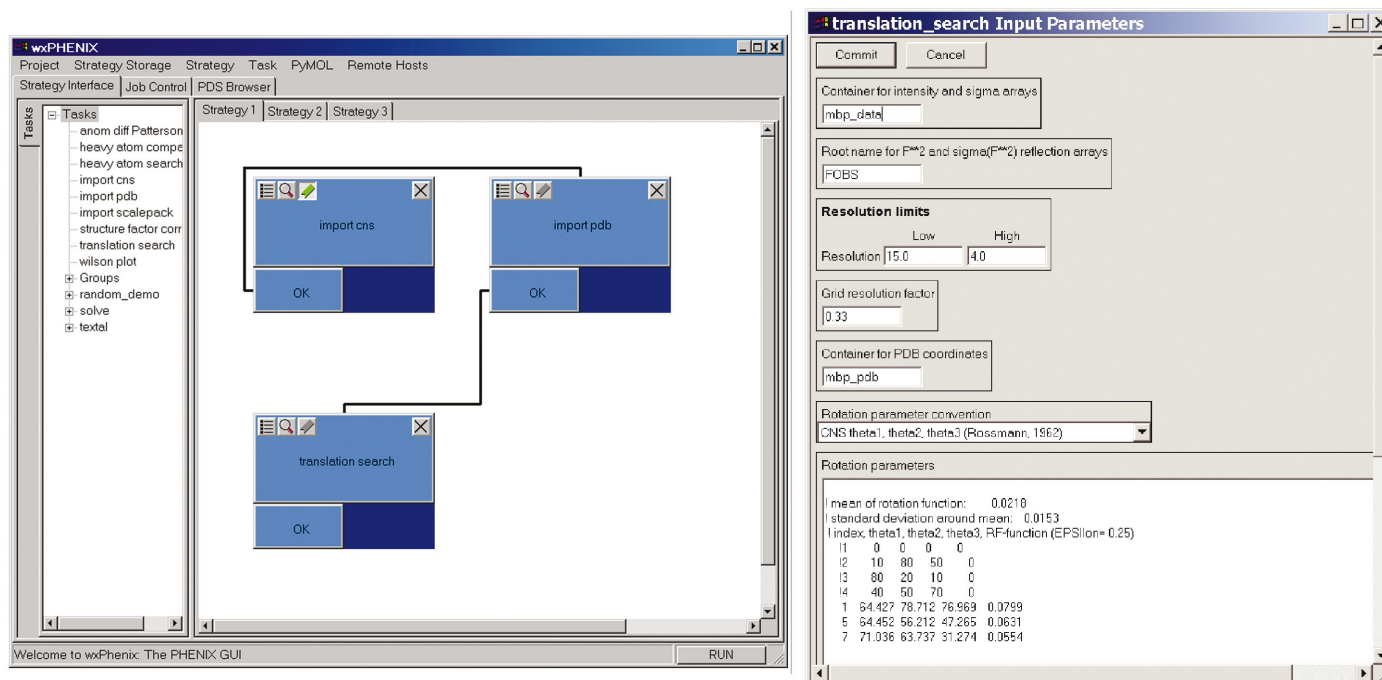 wxPHENIX
Project Strategy Storage Strategy Task PyMOL Remote Hosts
Strategy Interface Job Control PDS Browser
Tasks
Tasks
anom diff Patterson
heavy atom compe
heavy atom search
import cns
import pdb
import scalepack
structure factor corr
translation search
wilson plot
Groups
random_demo
solve
textal
Strategy 1 Strategy 2 Strategy 3
import cns
OK
import pdb
OK
translation search
OK
Welcome to wxPhenix: The PHENIX GUI
RUN
translation_search Input Parameters
Commit Cancel
Container for intensity and sigma arrays
mbp_data
Root name for F**2 and sigma(F**2) reflection arrays
FOBS
Resolution limits
Low High
Resolution 15.0 4.0
Grid resolution factor
0.33
Container for PDB coordinates
mbp_pdb
Rotation parameter convention
CNS theta1, theta2, theta3 (Rossmann, 1962)
Rotation parameters
! mean of rotation function: 0.0218
! standard deviation around mean: 0.0153
! index, theta1, theta2, theta3, RF-function (EPSIlon= 0.25)
!1 0 0 0 0
!2 10 80 50 0
!3 80 20 10 0
!4 40 50 70 0
1 64.427 78.712 76.969 0.0799
5 64.452 56.212 47.265 0.0631
7 71.036 63.737 31.274 0.0554